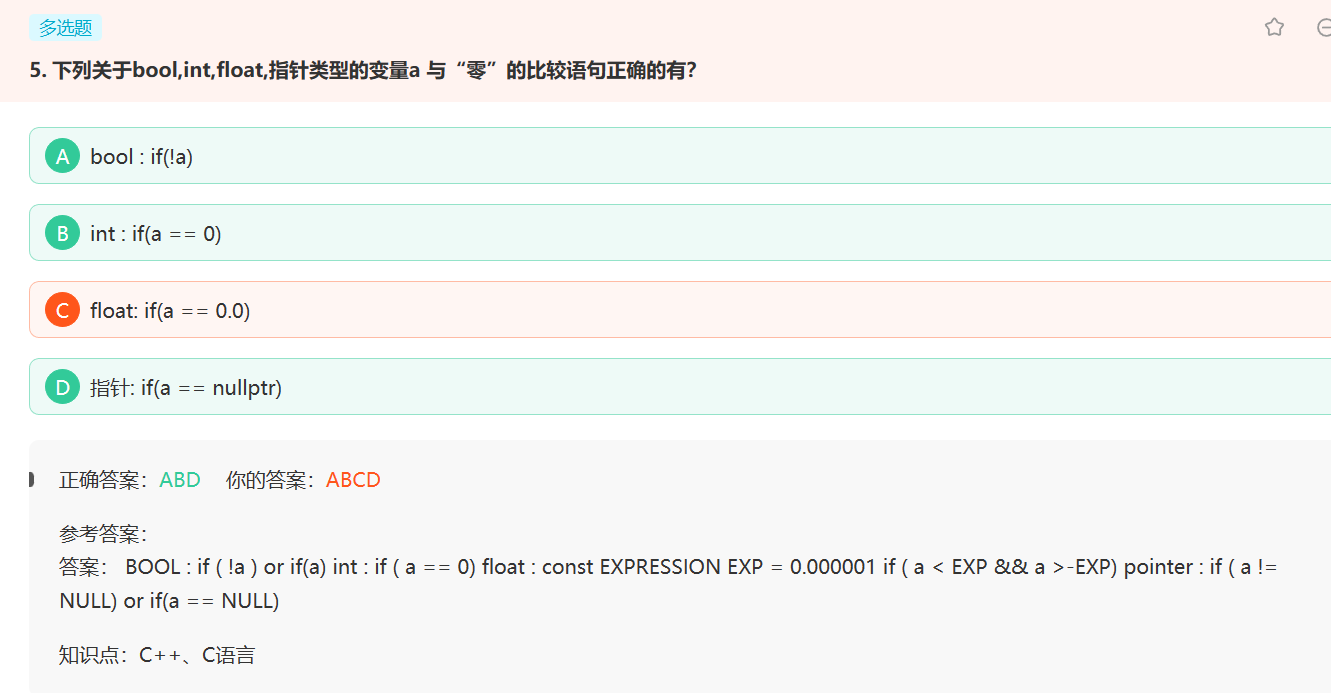 多选题
5. 下列关于bool,int,float,指针类型的变量a 与“零”的比较语句正确的有?
A bool : if(!a)
B int : if(a == 0)
C float: if(a == 0.0)
D 指针: if(a == nullptr)
正确答案：ABD 你的答案：ABCD
参考答案：
答案： BOOL : if ( !a ) or if(a) int : if ( a == 0) float : const EXPRESSION EXP = 0.000001 if ( a < EXP && a >-EXP) pointer : if ( a !=
NULL) or if(a == NULL)
知识点：C++、C语言